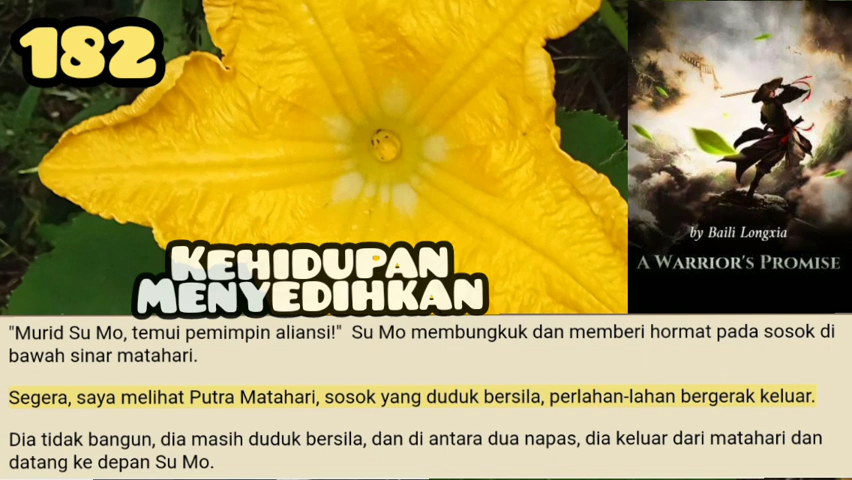 182
KEHIDUPAN
MENYEDIHKAN
by Baili Longxia
A WARRIOR'S PROMISE
"Murid Su Mo, temui pemimpin aliansi!"  Su Mo membungkuk dan memberi hormat pada sosok di
bawah sinar matahari.
Segera, saya melihat Putra Matahari, sosok yang duduk bersila, perlahan-lahan bergerak keluar.
Dia tidak bangun, dia masih duduk bersila, dan di antara dua napas, dia keluar dari matahari dan
datang ke depan Su Mo.